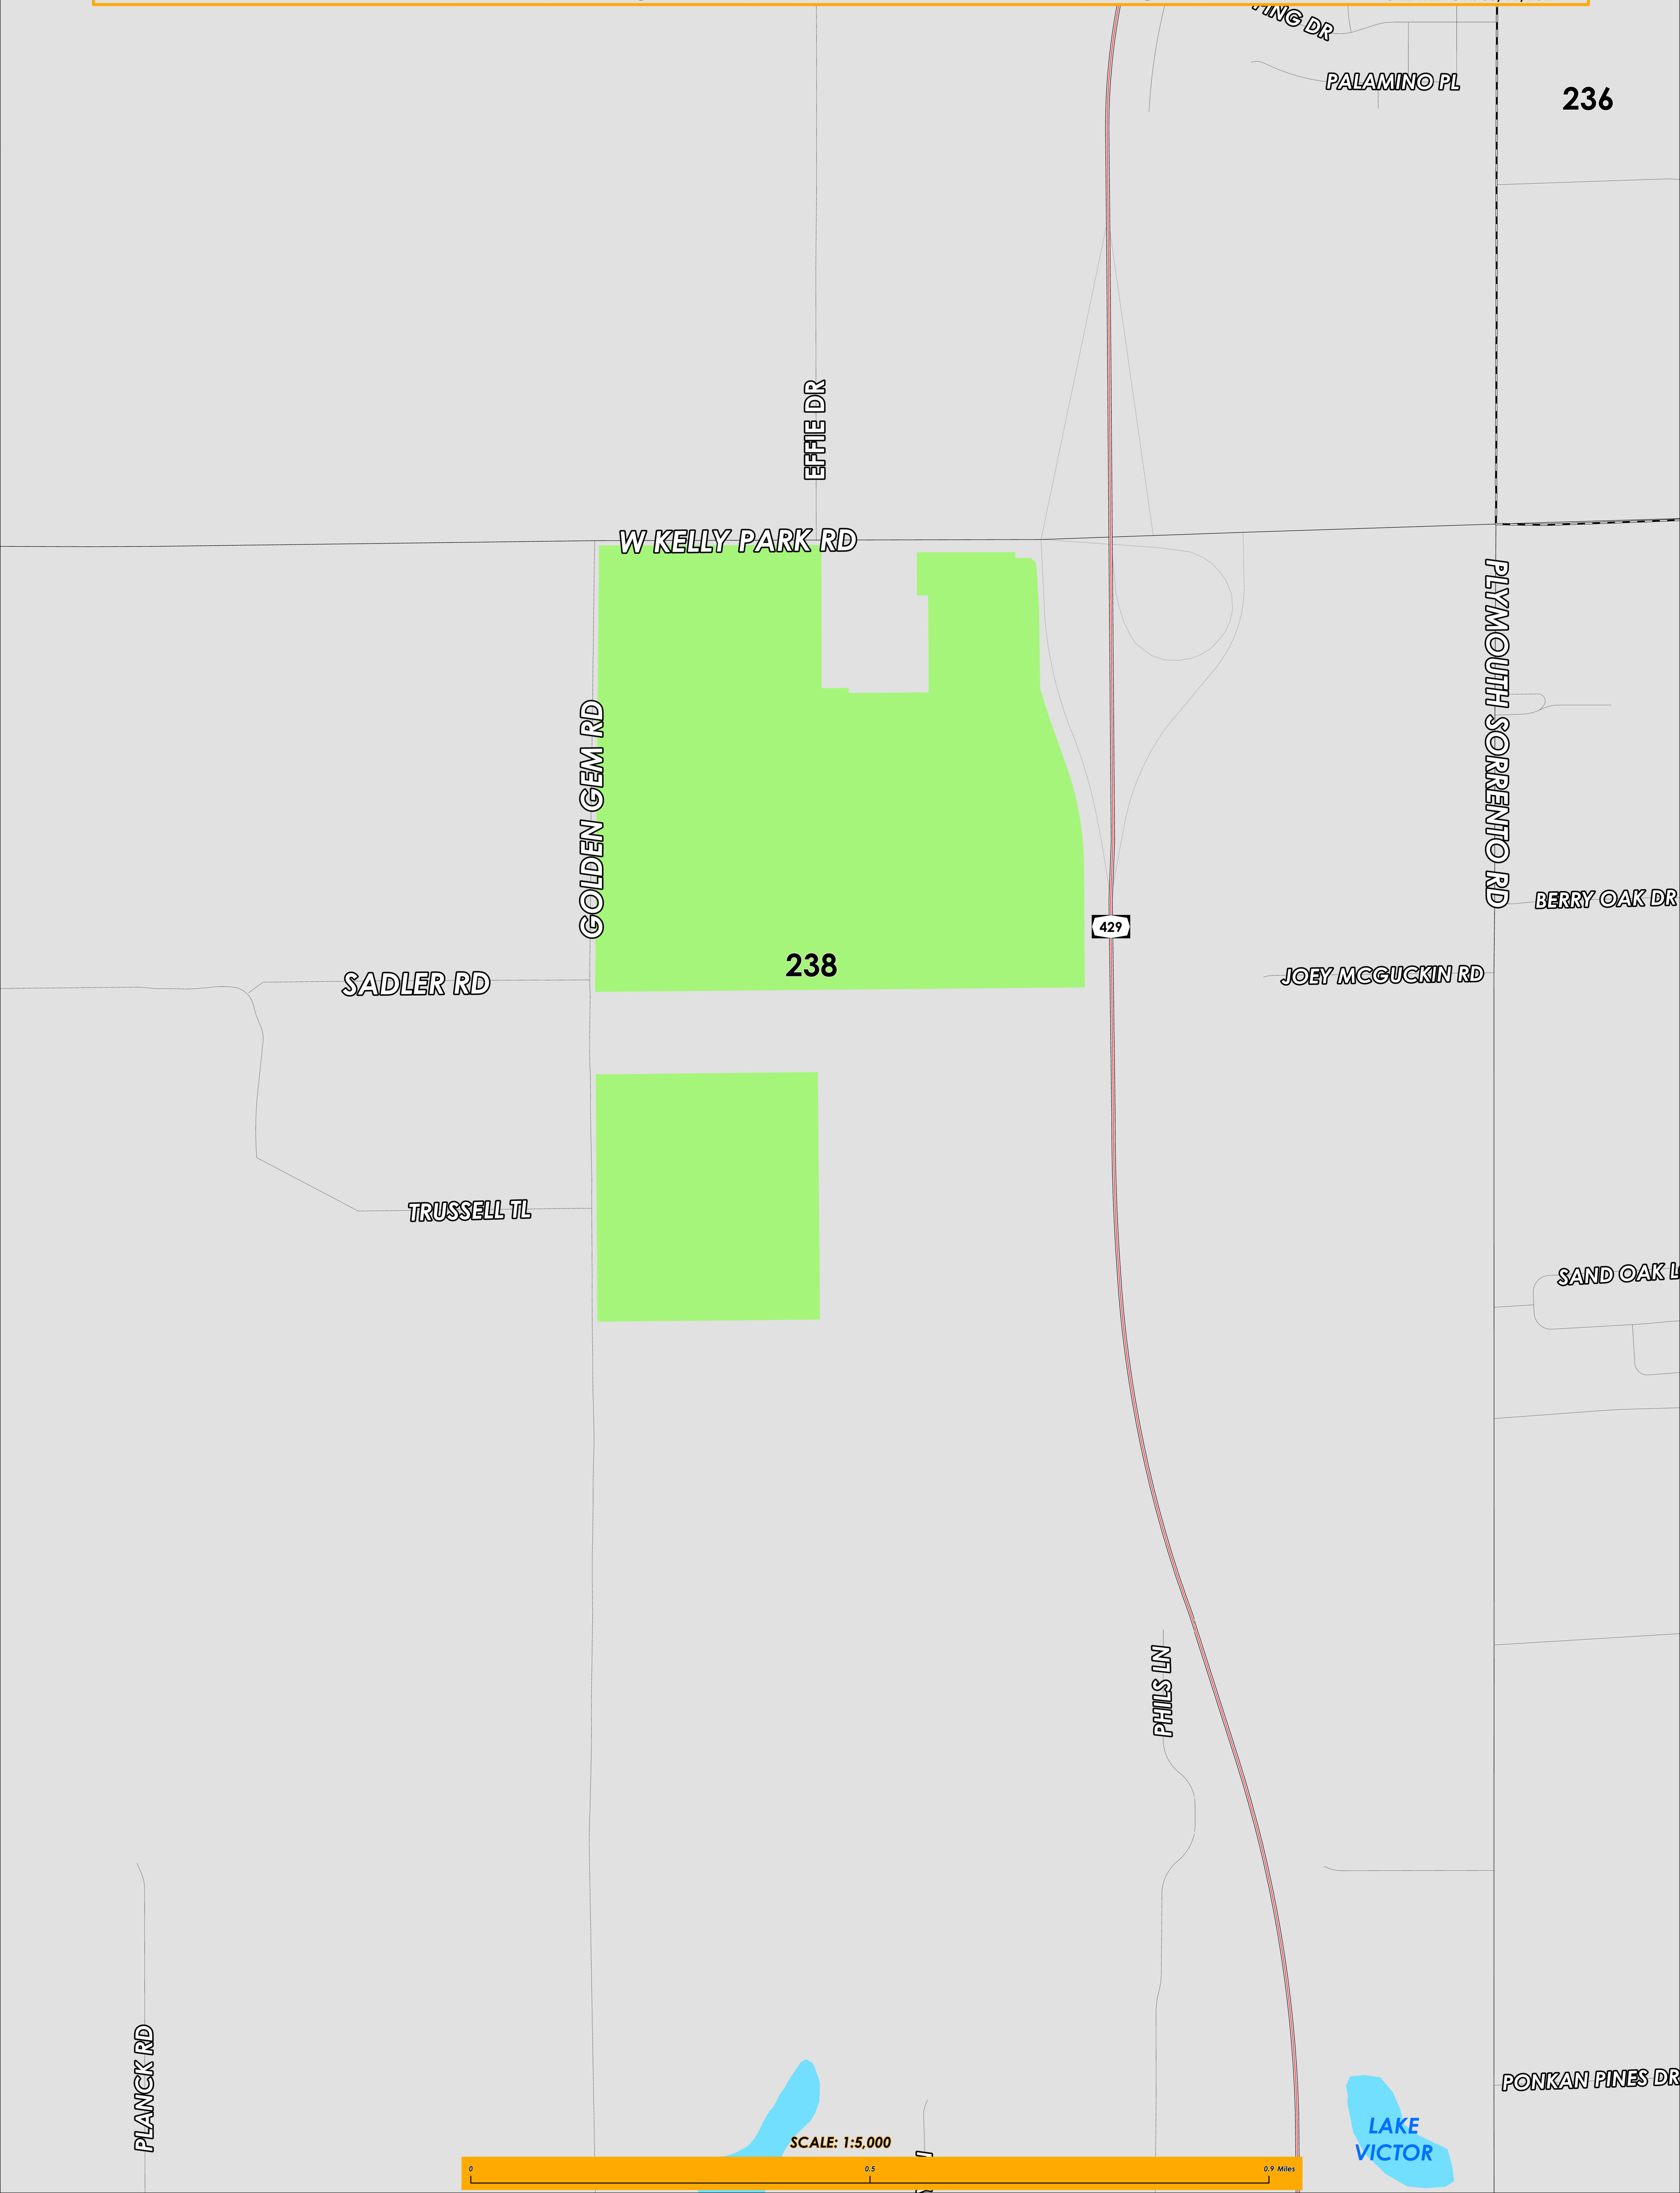 PALAMINO PL
236
EFFIE DR
W KELLY PARK RD
PLYMOUTH SORRENTO RD
GOLDEN GEM RD
BERRY OAK DR
429
238
SADLER RD
JOEY MCGUCKIN RD
TRUSSELL TL
SAND OAK
PHILS LN
PLANCK RD
PONKAN PINES DR
LAKE
VICTOR
SCALE: 1:5,000
0 0.5 0.9 Miles